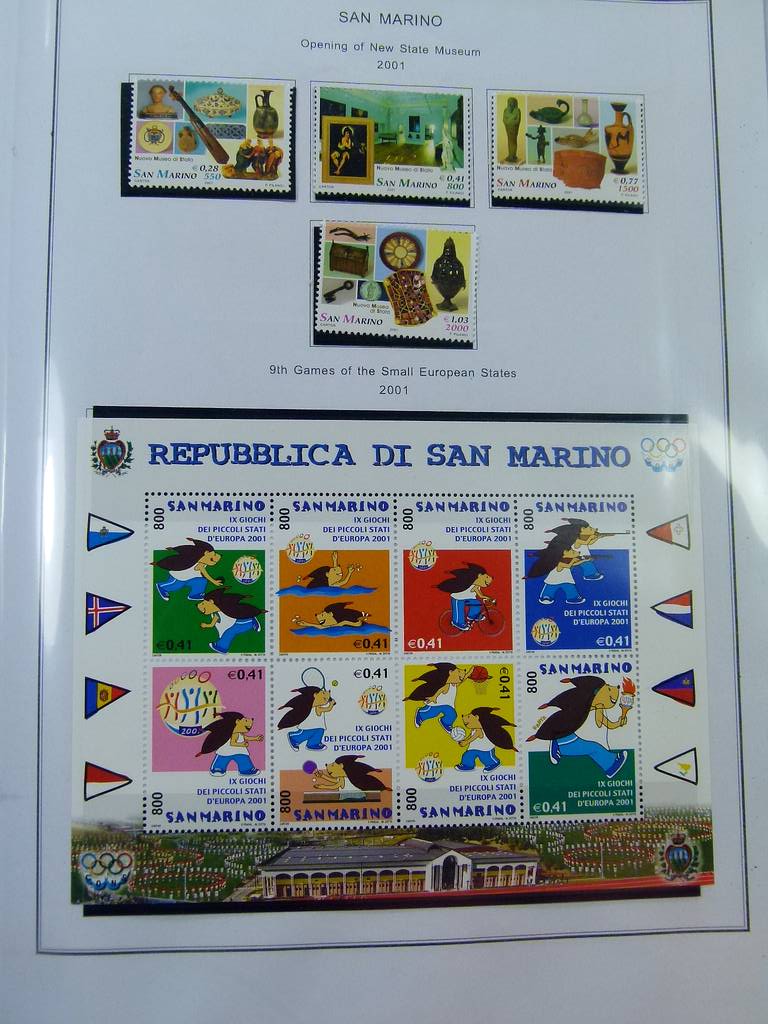 SAN MARINO
Opening of New State Museum
2001
Nuovo Museo di Stato
€0,28
SAN MARINO 550
Nuovo Museo di Stato
€0,41
SAN MARINO 800
Nuovo Museo di Stato
€0,77
SAN MARINO 1500
Nuovo Museo
di Stato
€1,03
SAN MARINO 2000
9th Games of the Small European States
2001
REPUBBLICA DI SAN MARINO
800 SAN MARINO
IX GIOCHI
DEI PICCOLI STATI
D'EUROPA 2001
€0,41
800 SAN MARINO
IX GIOCHI
DEI PICCOLI STATI
D'EUROPA 2001
€0,41
800 SAN MARINO
IX GIOCHI
DEI PICCOLI STATI
D'EUROPA 2001
€0,41
800 SAN MARINO
IX GIOCHI
DEI PICCOLI STATI
D'EUROPA 2001
€0,41
€0,41
IX GIOCHI
DEI PICCOLI STATI
D'EUROPA 2001
800 SAN MARINO
€0,41
IX GIOCHI
DEI PICCOLI STATI
D'EUROPA 2001
800 SAN MARINO
€0,41
IX GIOCHI
DEI PICCOLI STATI
D'EUROPA 2001
800 SAN MARINO
SAN MARINO
800
IX GIOCHI
DEI PICCOLI STATI
D'EUROPA 2001
€0,41